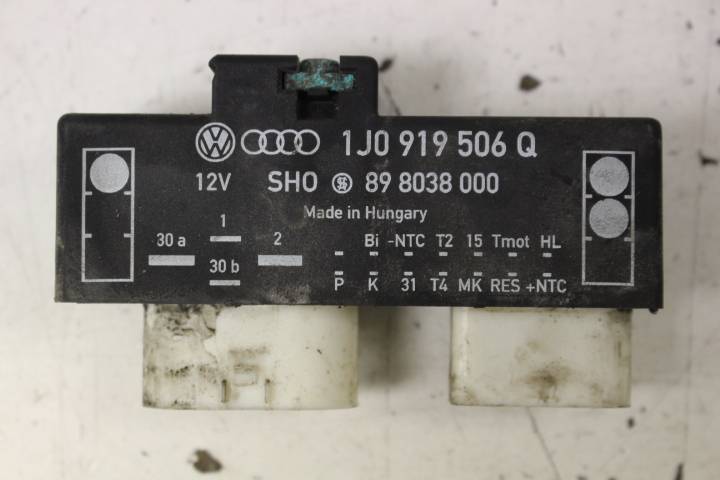 1J0 919 506 Q
12V SHO 89 8038 000
Made in Hungary
1
30 a 2 Bi -NTC T2 15 Tmot HL
30 b P K 31 T4 MK RES +NTC